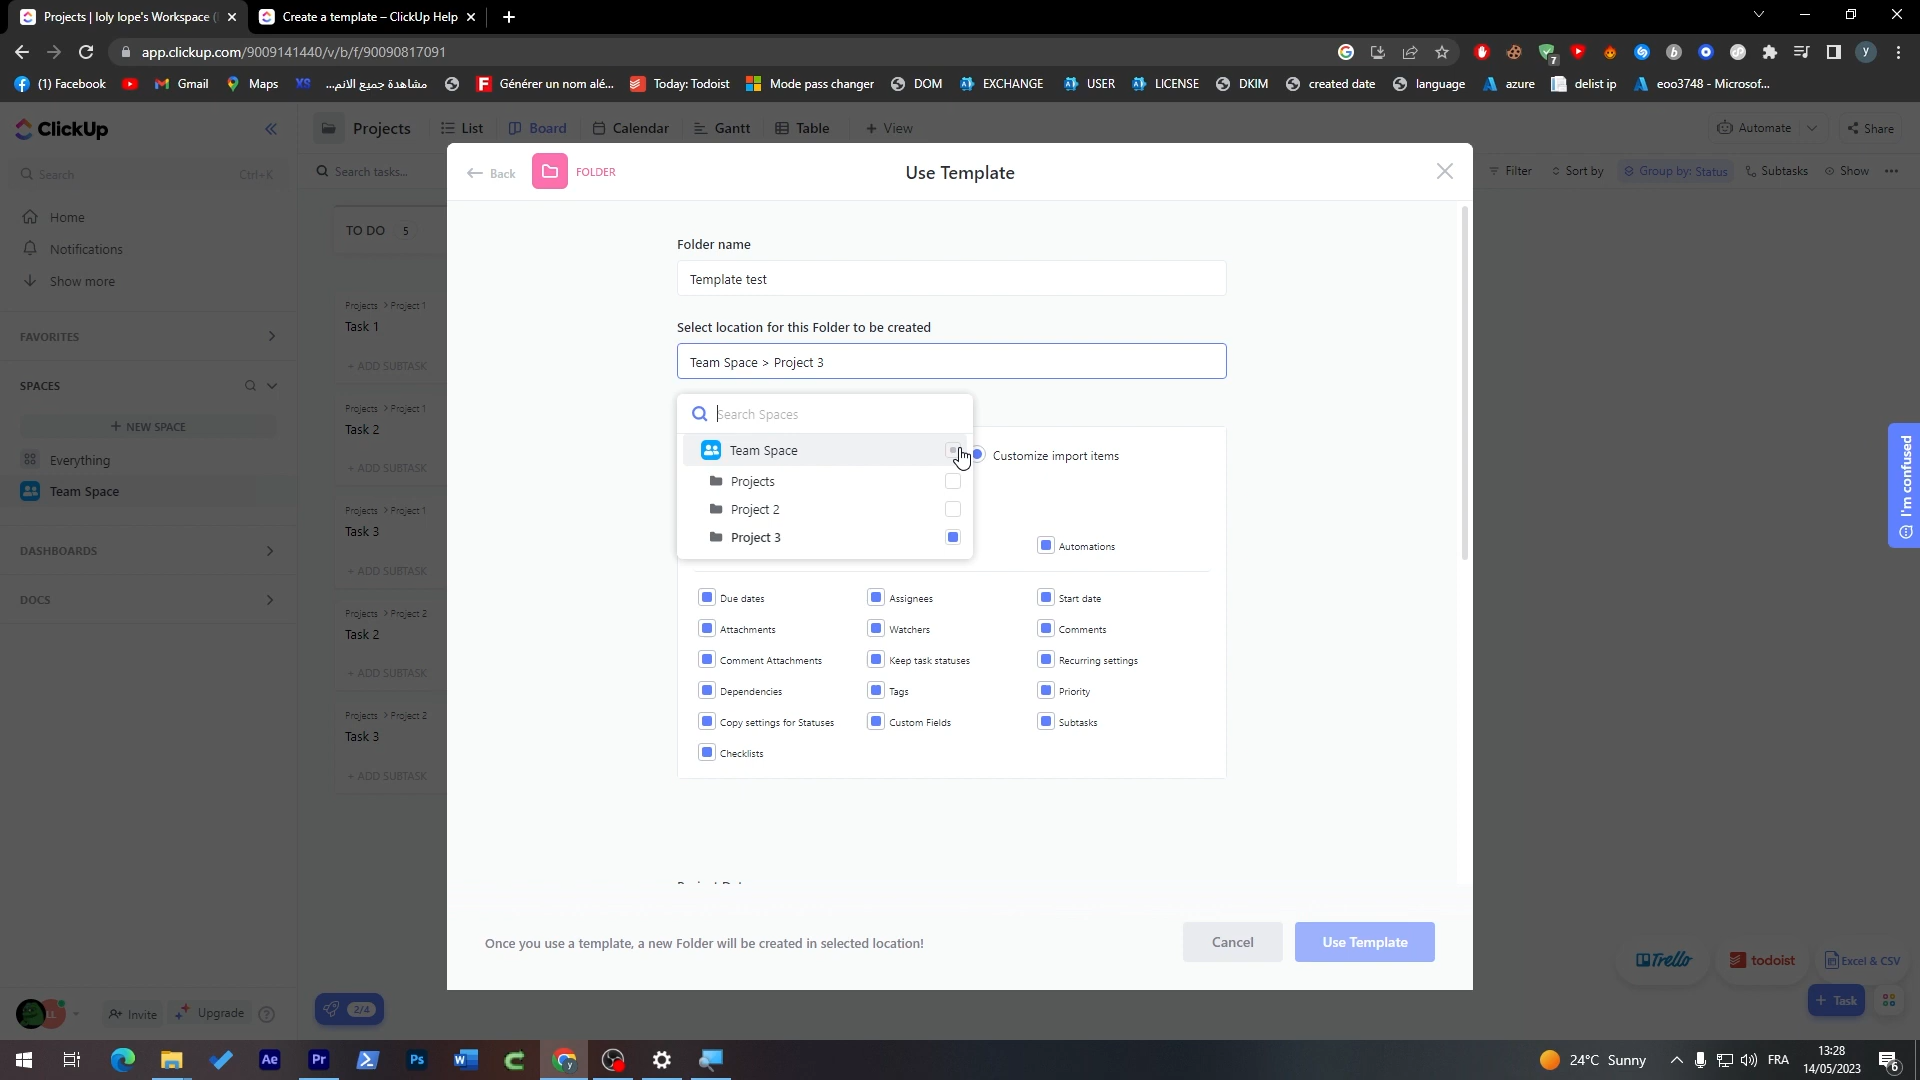 Projects | loly lope's Workspace (
Create a template – ClickUp Help
app.clickup.com/9009141440/v/b/f/90090817091
7
(1) Facebook
Gmail
Maps
XS
مشاهدة جميع الانم...
Générer un nom alé...
Today: Todoist
Mode pass changer
DOM
EXCHANGE
USER
LICENSE
DKIM
created date
language
azure
delist ip
eoo3748 - Microsof...
ClickUp
Projects
List
Board
Calendar
Gantt
Table
+ View
Automate
Share
Search
Ctrl+K
Search tasks...
Back
FOLDER
Use Template
Filter
Sort by
Group by: Status
Subtasks
Show
Home
Notifications
Show more
TO DO 5
Folder name
Template test
Projects > Project 1
Task 1
+ ADD SUBTASK
Select location for this Folder to be created
Team Space > Project 3
FAVORITES
SPACES
+ NEW SPACE
Everything
Team Space
DASHBOARDS
DOCS
Projects > Project 1
Task 2
+ ADD SUBTASK
Search Spaces
Team Space
Projects
Project 2
Project 3
Customize import items
Automations
I'm confused
Projects > Project 1
Task 3
+ ADD SUBTASK
Due dates
Assignees
Start date
Attachments
Watchers
Comments
Comment Attachments
Keep task statuses
Recurring settings
Dependencies
Tags
Priority
Copy settings for Statuses
Custom Fields
Subtasks
Checklists
Projects > Project 2
Task 2
+ ADD SUBTASK
Projects > Project 2
Task 3
+ ADD SUBTASK
Once you use a template, a new Folder will be created in selected location!
Cancel
Use Template
Trello
todoist
Excel & CSV
+ Task
LL
Invite
Upgrade
2/4
Ae
Pr
Ps
24°C Sunny
FRA
13:28
14/05/2023
6